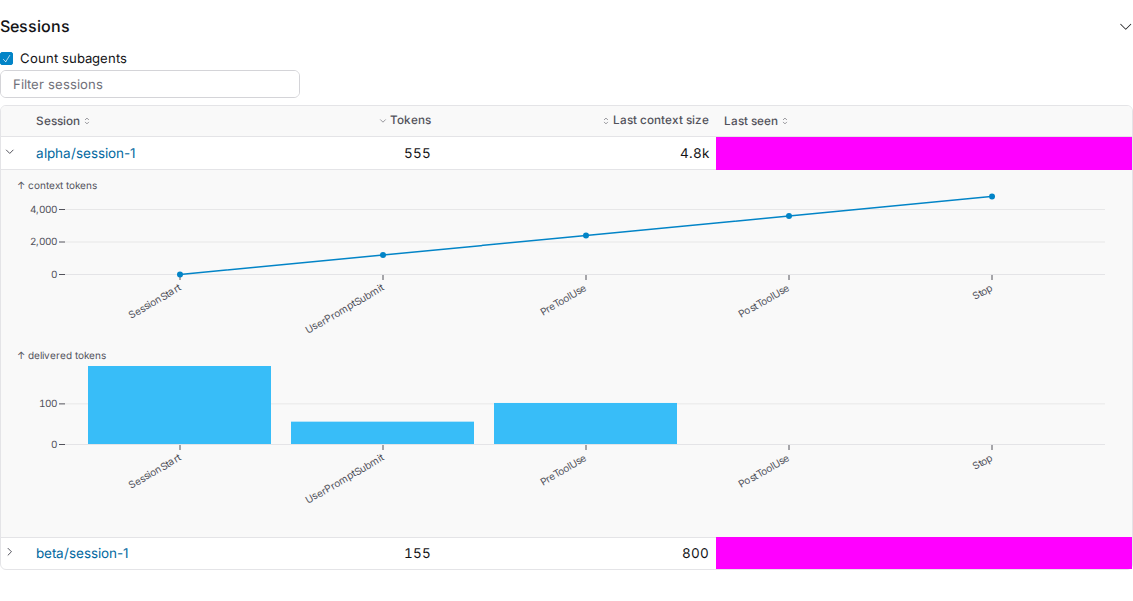 Sessions
Count subagents
Filter sessions
Session Tokens Last context size Last seen
alpha/session-1 555 4.8k
↑ context tokens
4,000
2,000
0
SessionStart UserPromptSubmit PreToolUse PostToolUse Stop
↑ delivered tokens
100
0
SessionStart UserPromptSubmit PreToolUse PostToolUse Stop
beta/session-1 155 800